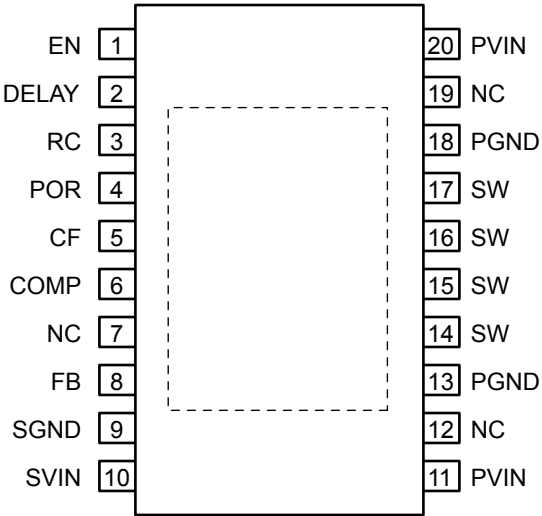 EN 1 20 PVIN
DELAY 2 19 NC
RC 3 18 PGND
POR 4 17 SW
CF 5 16 SW
COMP 6 15 SW
NC 7 14 SW
FB 8 13 PGND
SGND 9 12 NC
SVIN 10 11 PVIN